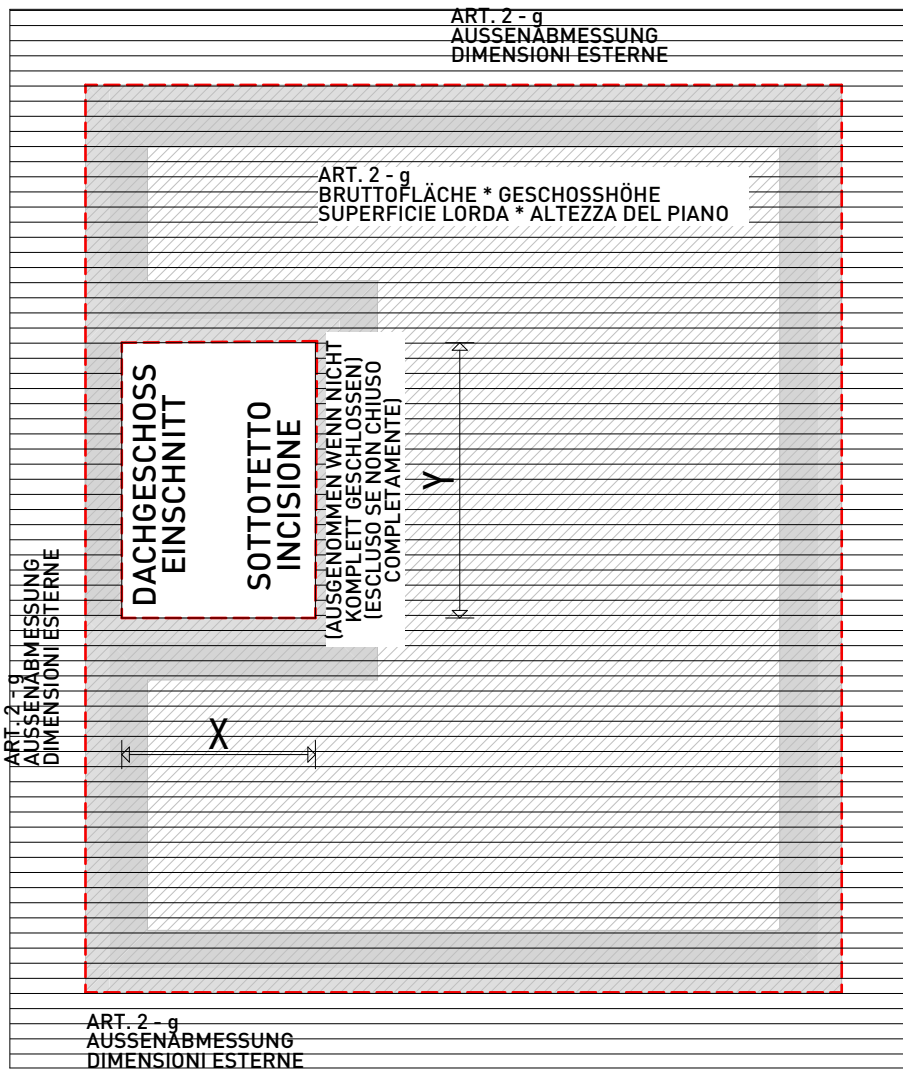 ART. 2 - g
AUSSENABMESSUNG
DIMENSIONI ESTERNE
ART. 2 - g
BRUTTOFLÄCHE * GESCHOSSHÖHE
SUPERFICIE LORDA * ALTEZZA DEL PIANO
DACHGESCHOSS
EINSCHNITT
SOTTOTETTO
INCISIONE
(AUSGENOMMEN WENN NICHT
KOMPLETT GESCHLOSSEN)
(ESCLUSO SE NON CHIUSO
COMPLETAMENTE)
Y
X
ART. 2 - g
AUSSENABMESSUNG
DIMENSIONI ESTERNE
ART. 2 - g
AUSSENABMESSUNG
DIMENSIONI ESTERNE